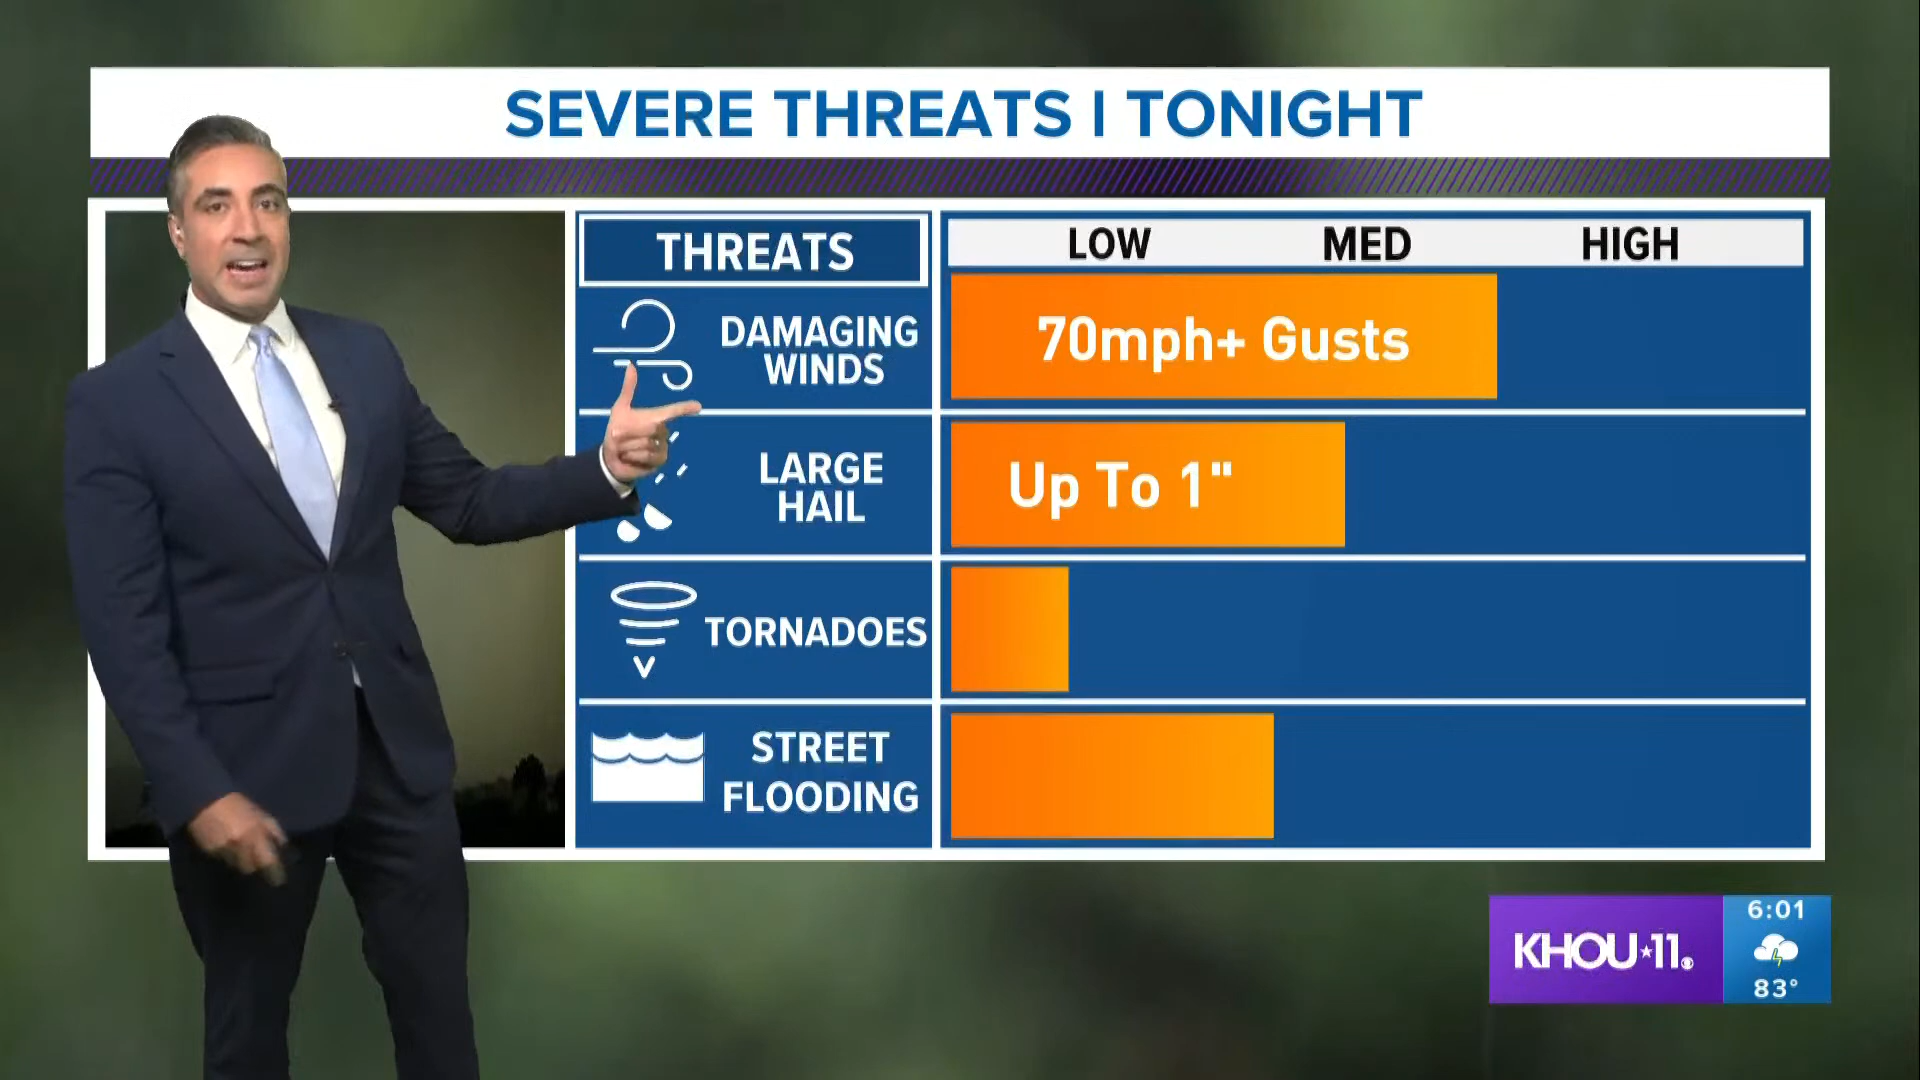 SEVERE THREATS | TONIGHT
THREATS
LOW MED HIGH
DAMAGING
WINDS
70mph+ Gusts
LARGE
HAIL
Up To 1"
TORNADOES
STREET
FLOODING
6:01
KHOU★11
83°